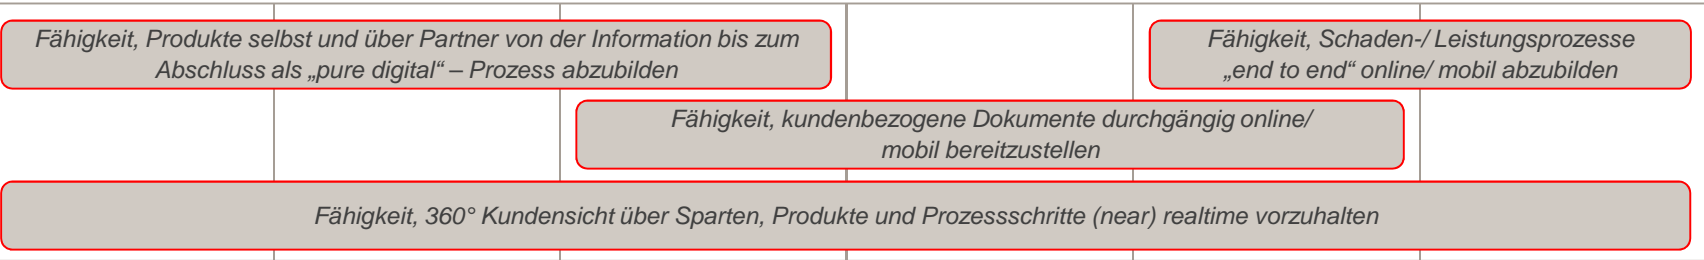 Fähigkeit, Produkte selbst und über Partner von der Information bis zum
Abschluss als „pure digital“ – Prozess abzubilden
Fähigkeit, Schaden-/ Leistungsprozesse
„end to end“ online/ mobil abzubilden
Fähigkeit, kundenbezogene Dokumente durchgängig online/
mobil bereitzustellen
Fähigkeit, 360° Kundensicht über Sparten, Produkte und Prozessschritte (near) realtime vorzuhalten